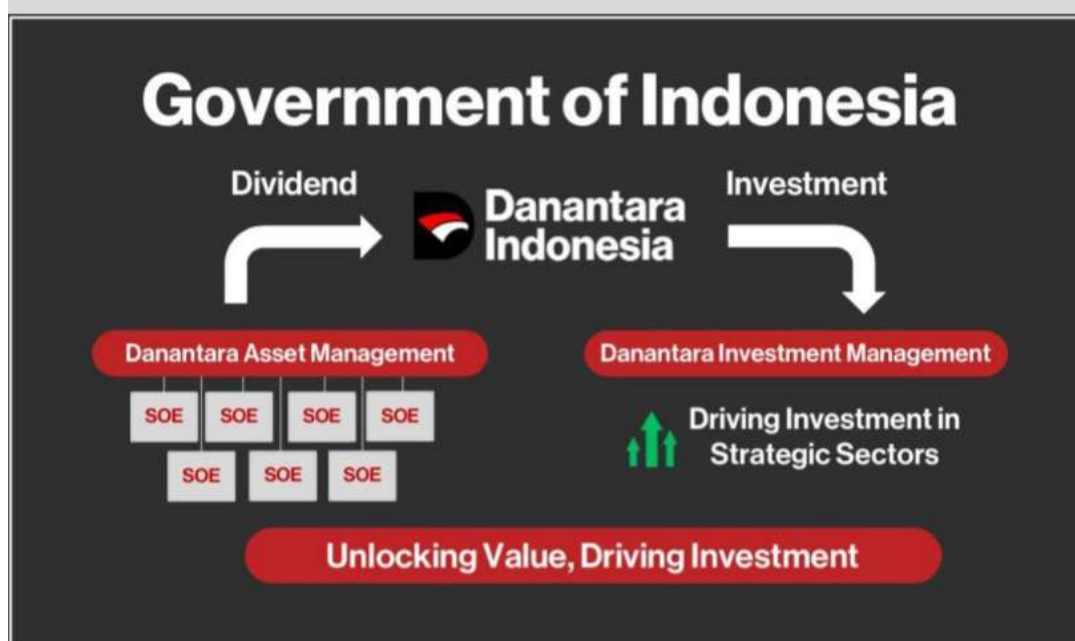 Government of Indonesia
Dividend
Danantara
Indonesia
Investment
Danantara Asset Management
SOE
SOE
SOE
SOE
SOE
SOE
SOE
Danantara Investment Management
Driving Investment in
Strategic Sectors
Unlocking Value, Driving Investment